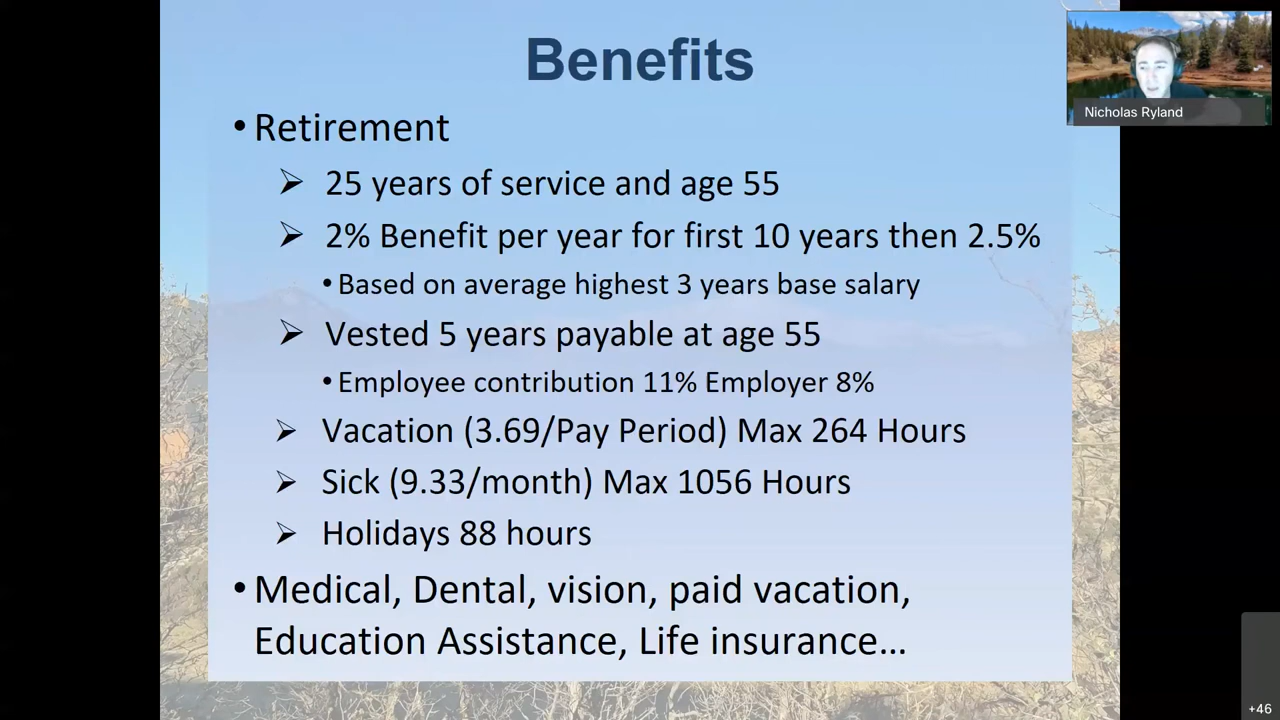 Benefits
Nicholas Ryland
• Retirement
➢ 25 years of service and age 55
➢ 2% Benefit per year for first 10 years then 2.5%
• Based on average highest 3 years base salary
➢ Vested 5 years payable at age 55
• Employee contribution 11% Employer 8%
➢ Vacation (3.69/Pay Period) Max 264 Hours
➢ Sick (9.33/month) Max 1056 Hours
➢ Holidays 88 hours
• Medical, Dental, vision, paid vacation,
Education Assistance, Life insurance…
+46